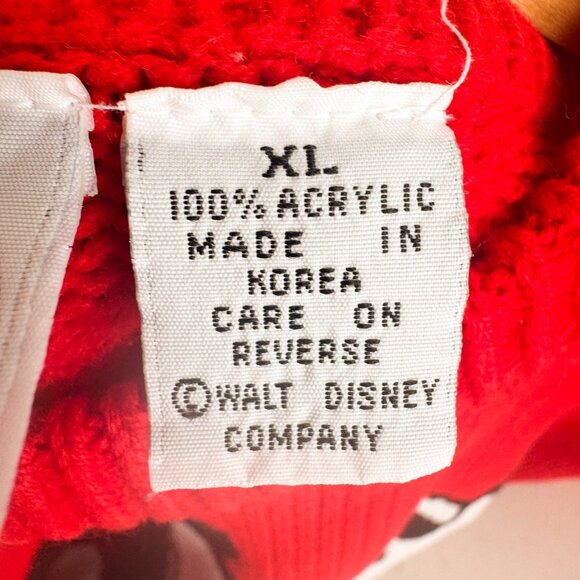 XL
100% ACRYLIC
MADE IN
KOREA
CARE ON
REVERSE
©WALT DISNEY
COMPANY